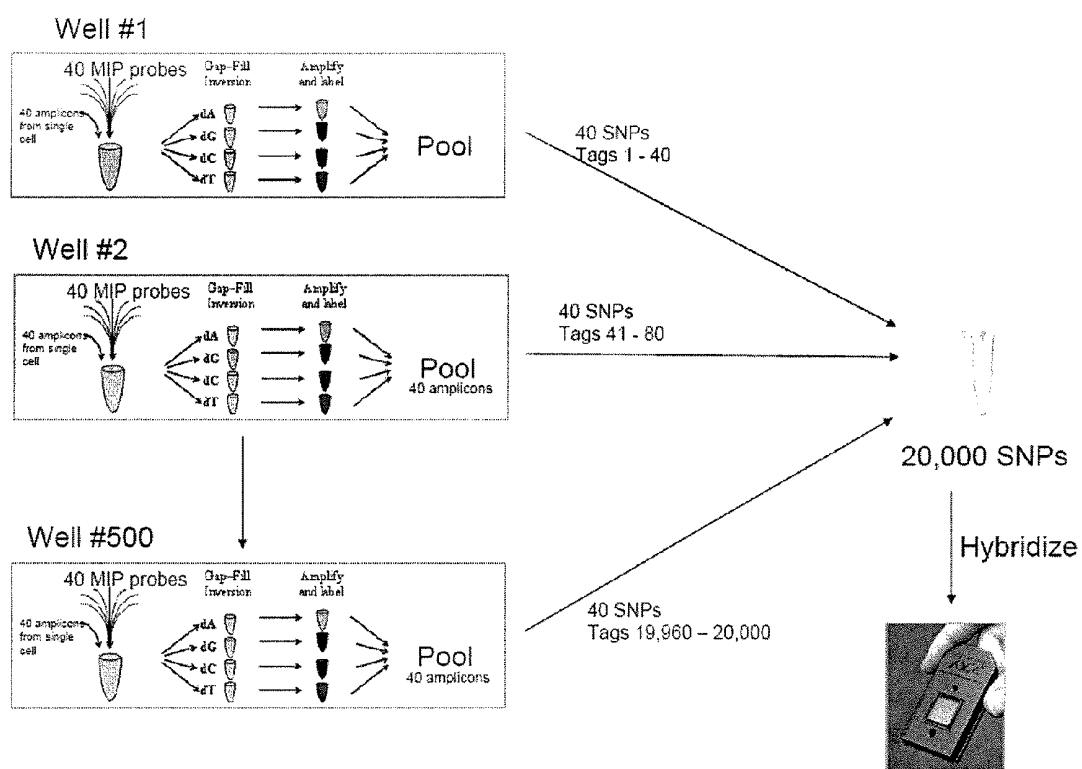 Well #1
40 MIP probes
Gap-Fill
Inversion
Amplify
and label
40 amplicons
from single
cell
dA
dG
dC
dT
Pool
40 SNPs
Tags 1 - 40
Well #2
40 MIP probes
Gap-Fill
Inversion
Amplify
and label
40 amplicons
from single
cell
dA
dG
dC
dT
Pool
40 amplicons
40 SNPs
Tags 41 - 80
20,000 SNPs
Hybridize
Well #500
40 MIP probes
Gap-Fill
Inversion
Amplify
and label
40 amplicons
from single
cell
dA
dG
dC
dT
Pool
40 amplicons
40 SNPs
Tags 19,960 – 20,000